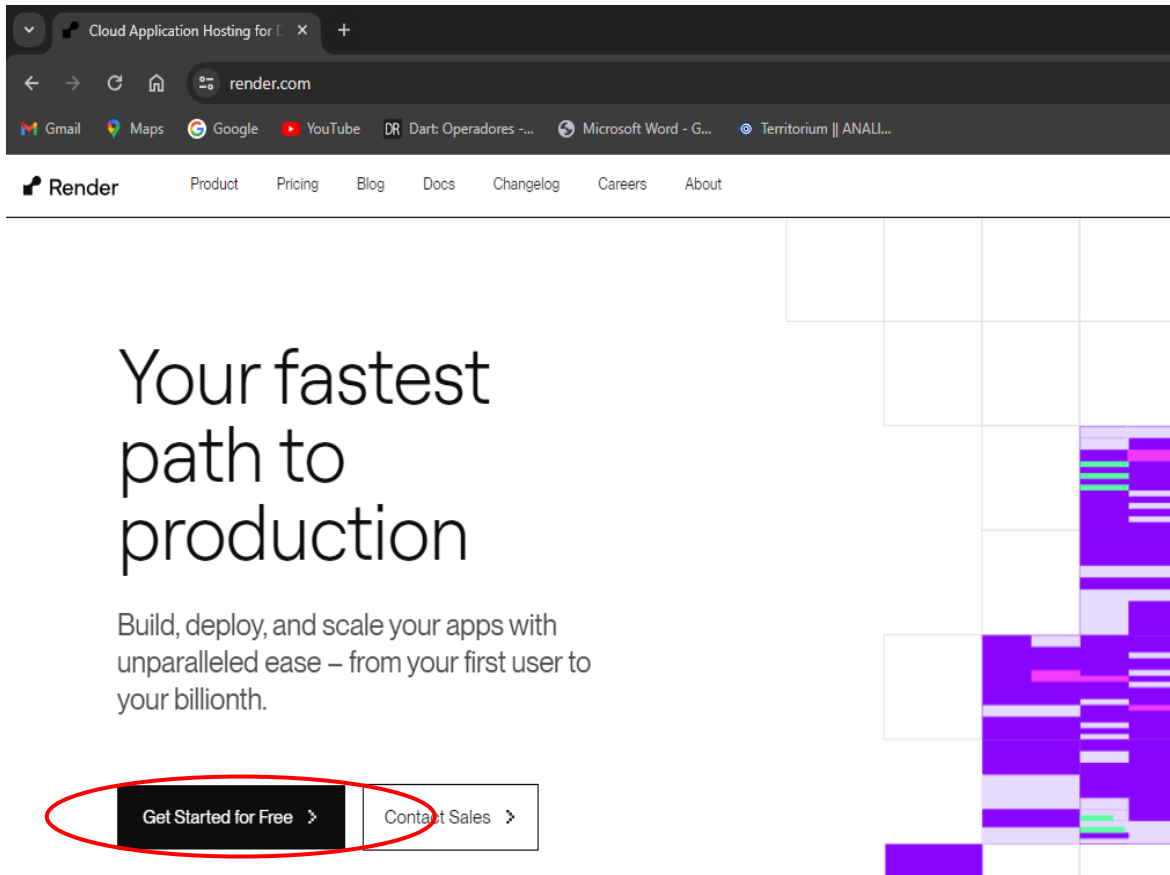 Cloud Application Hosting for D
render.com
Gmail Maps Google YouTube DR Dart: Operadores -... Microsoft Word - G... Territorium || ANALI...
Render Product Pricing Blog Docs Changelog Careers About
Your fastest
path to
production
Build, deploy, and scale your apps with
unparalleled ease – from your first user to
your billionth.
Get Started for Free Contact Sales